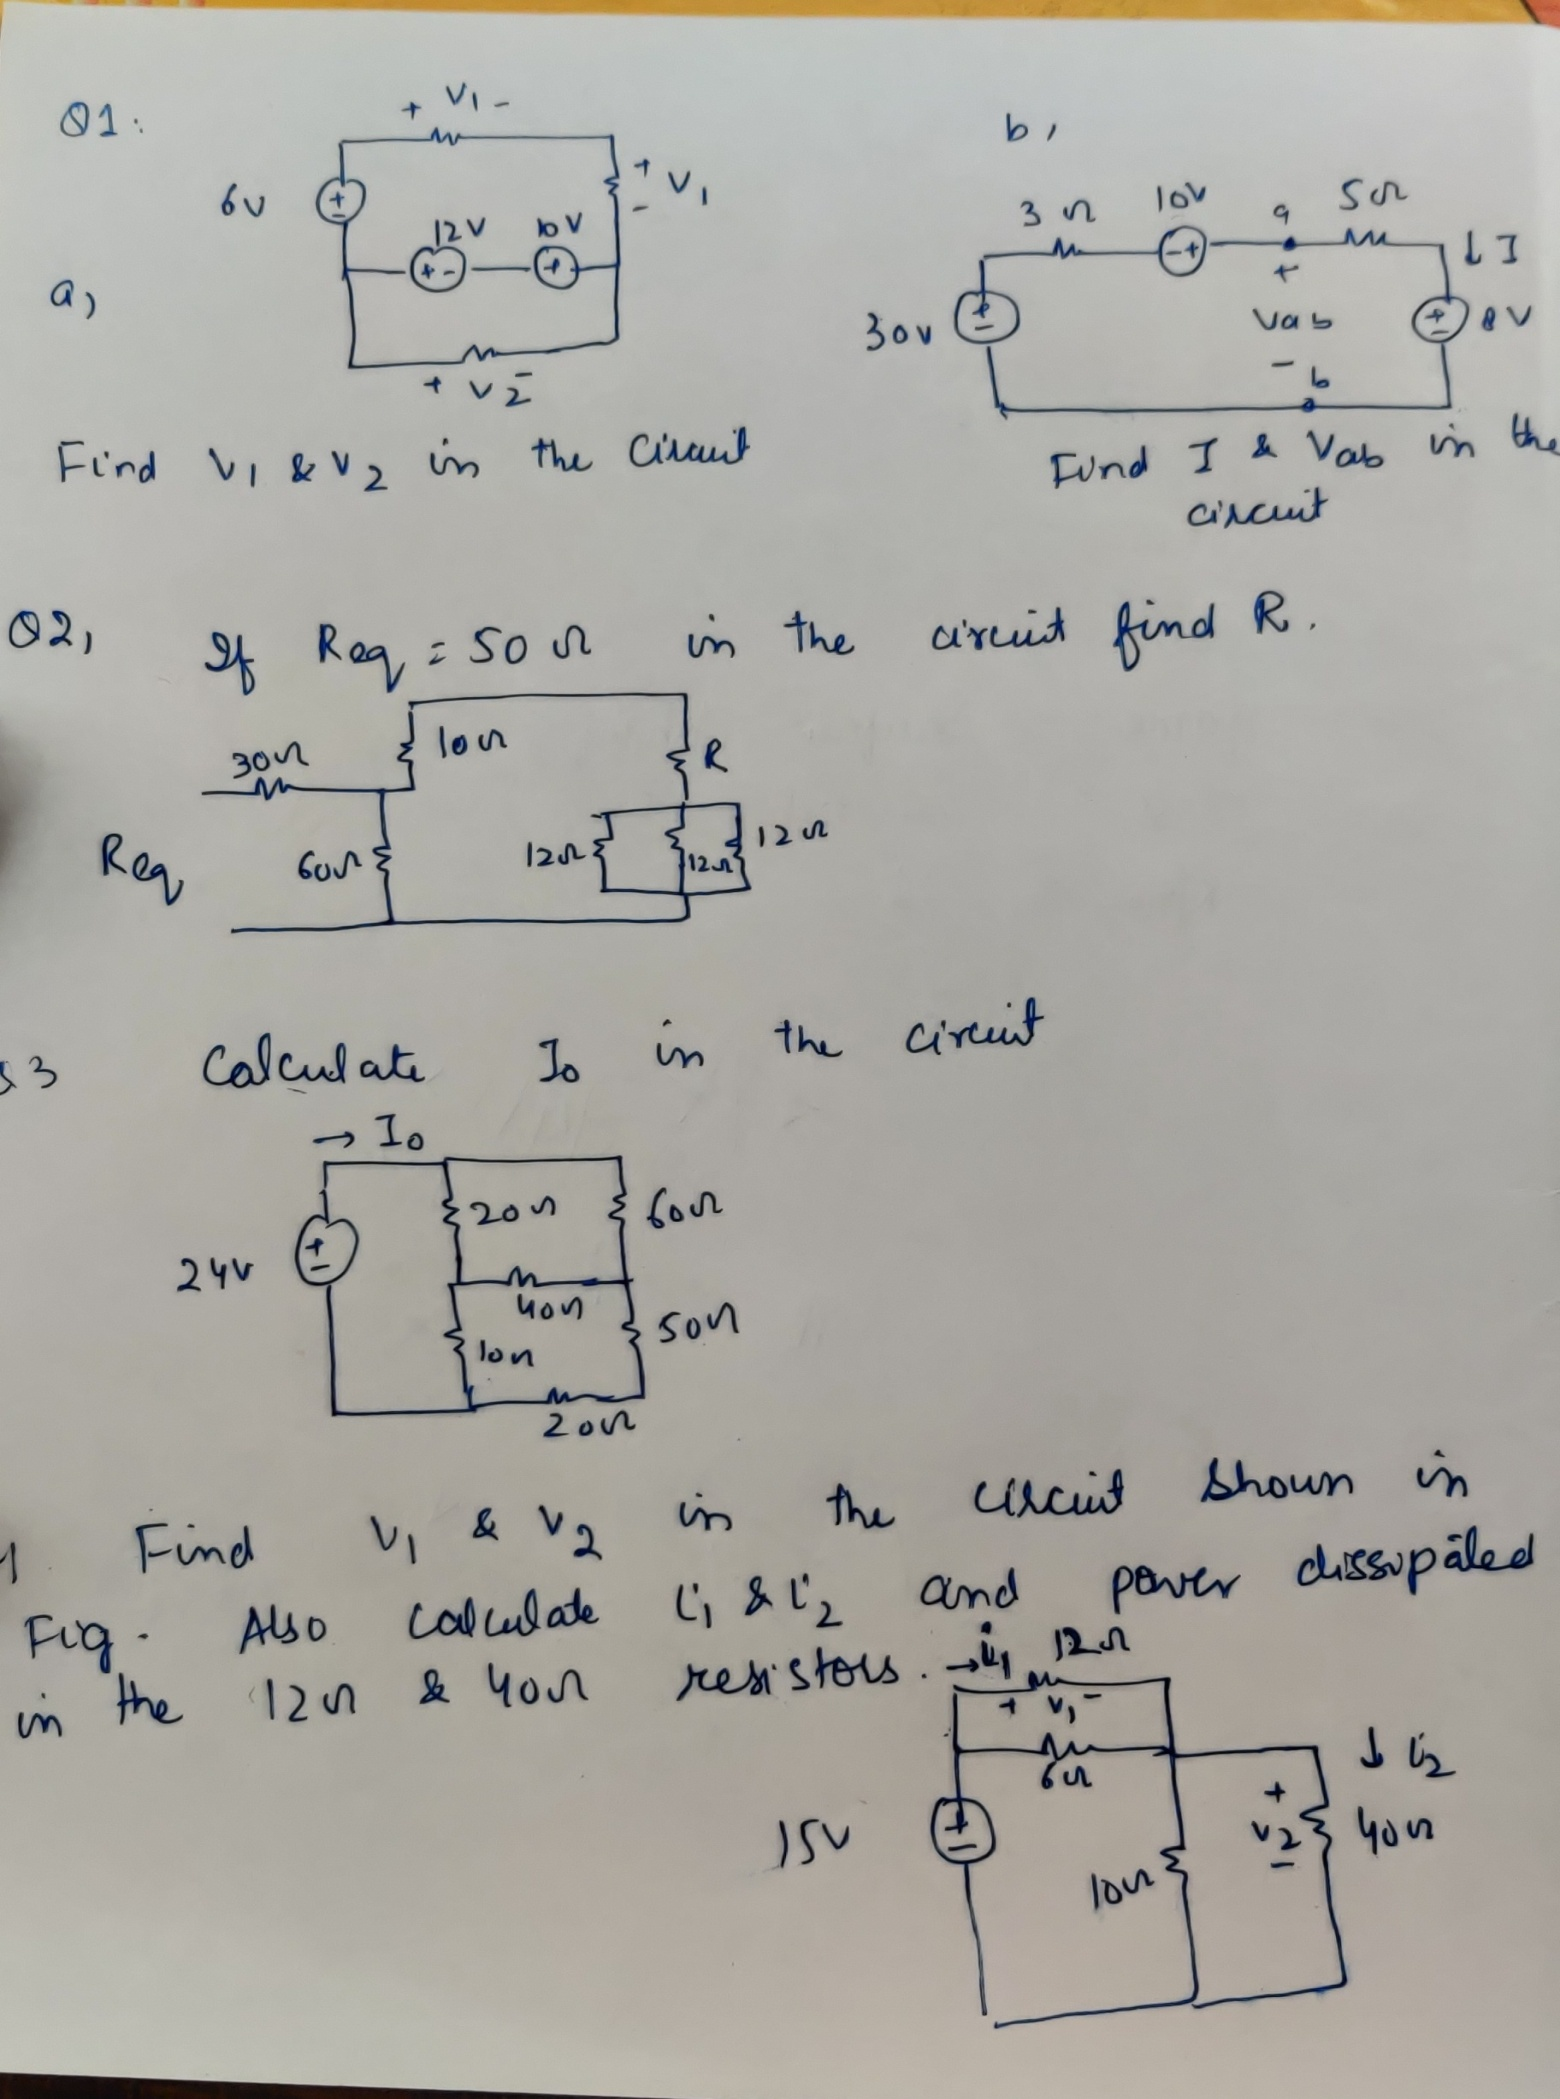 Q1:
+ V1 -
6V
+ V1 -
12V 10V
a,
+ V2 -
Find V1 & V2 in the Circuit
b,
3Ω 10V a 5Ω
↓ I
30V
+ Vab -
8V
b
Find I & Vab in the
circuit
Q2, If Req = 50Ω in the circuit find R.
30Ω 10Ω R
Req 60Ω 12Ω 12Ω 12Ω
3 Calculate Io in the circuit
→ Io
20Ω 60Ω
24V
40Ω
10Ω 50Ω
20Ω
Find V1 & V2 in the circuit shown in
Fig. Also calculate i1 & i2 and power dissipated
in the 12Ω & 40Ω resistors.
→ i1 12Ω
+ V1 -
6Ω
↓ i2
15V
10Ω
+ V2 -
40Ω